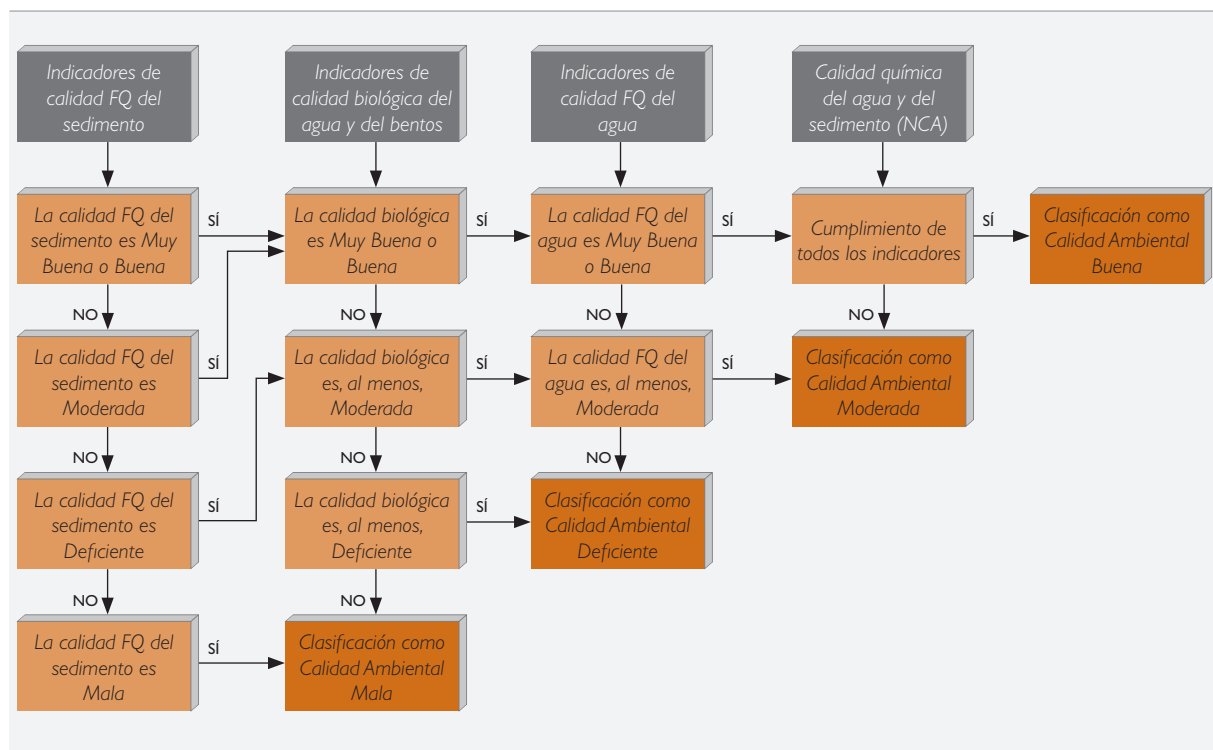 Indicadores de
calidad FQ del
sedimento
Indicadores de
calidad biológica del
agua y del bentos
Indicadores de
calidad FQ del
agua
Calidad química
del agua y del
sedimento (NCA)
La calidad FQ del
sedimento es Muy
Buena o Buena
SÍ
La calidad biológica
es Muy Buena o
Buena
SÍ
La calidad FQ del
agua es Muy Buena
o Buena
SÍ
Cumplimiento de
todos los indicadores
SÍ
Clasificación como
Calidad Ambiental
Buena
NO
NO
NO
NO
La calidad FQ del
sedimento es
Moderada
SÍ
La calidad biológica
es, al menos,
Moderada
SÍ
La calidad FQ del
agua es, al menos,
Moderada
SÍ
Clasificación como
Calidad Ambiental
Moderada
NO
NO
NO
La calidad FQ del
sedimento es
Deficiente
SÍ
La calidad biológica
es, al menos,
Deficiente
SÍ
Clasificación como
Calidad Ambiental
Deficiente
NO
NO
La calidad FQ del
sedimento es
Mala
SÍ
Clasificación como
Calidad Ambiental
Mala